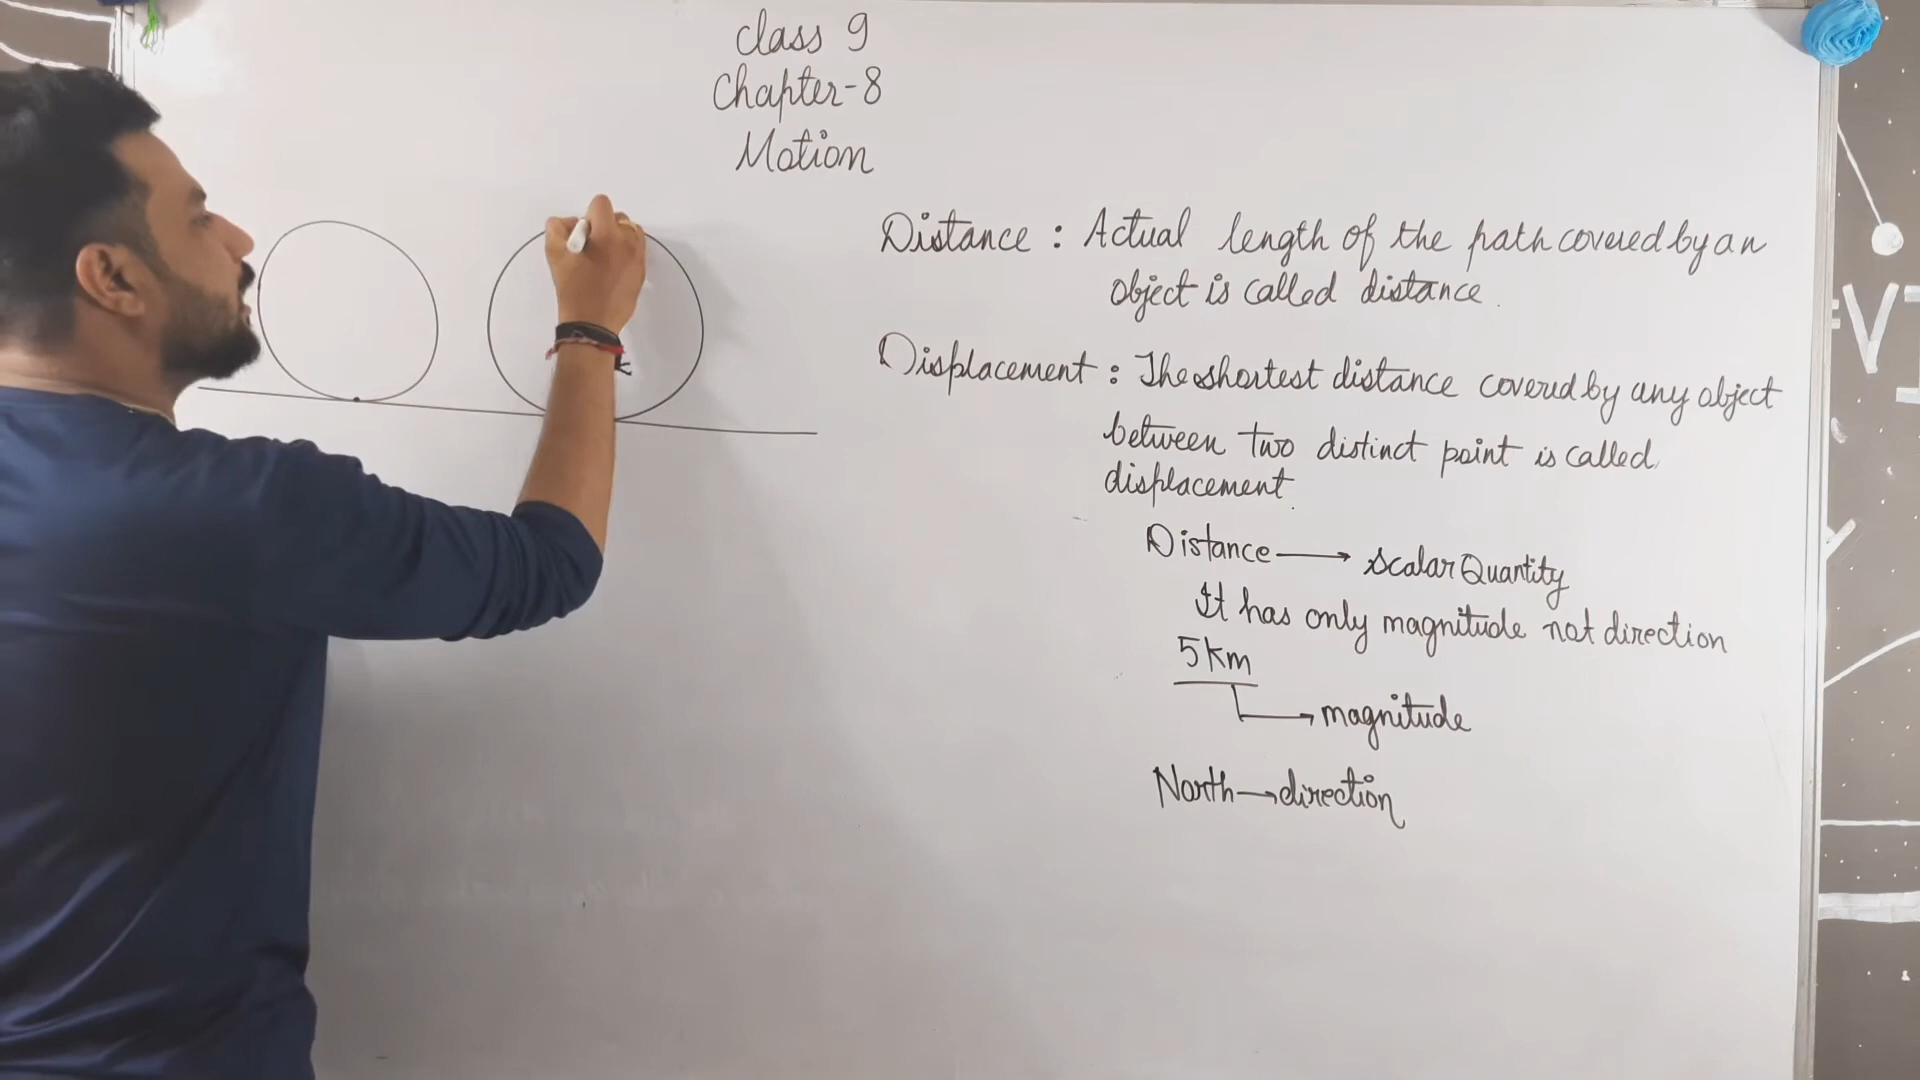 class 9
Chapter-8
Motion
Distance : Actual length of the path covered by an
object is called distance.
Displacement : The shortest distance covered by any object
between two distinct point is called
displacement.
Distance → scalar Quantity
It has only magnitude not direction
5km
→ magnitude
North → direction